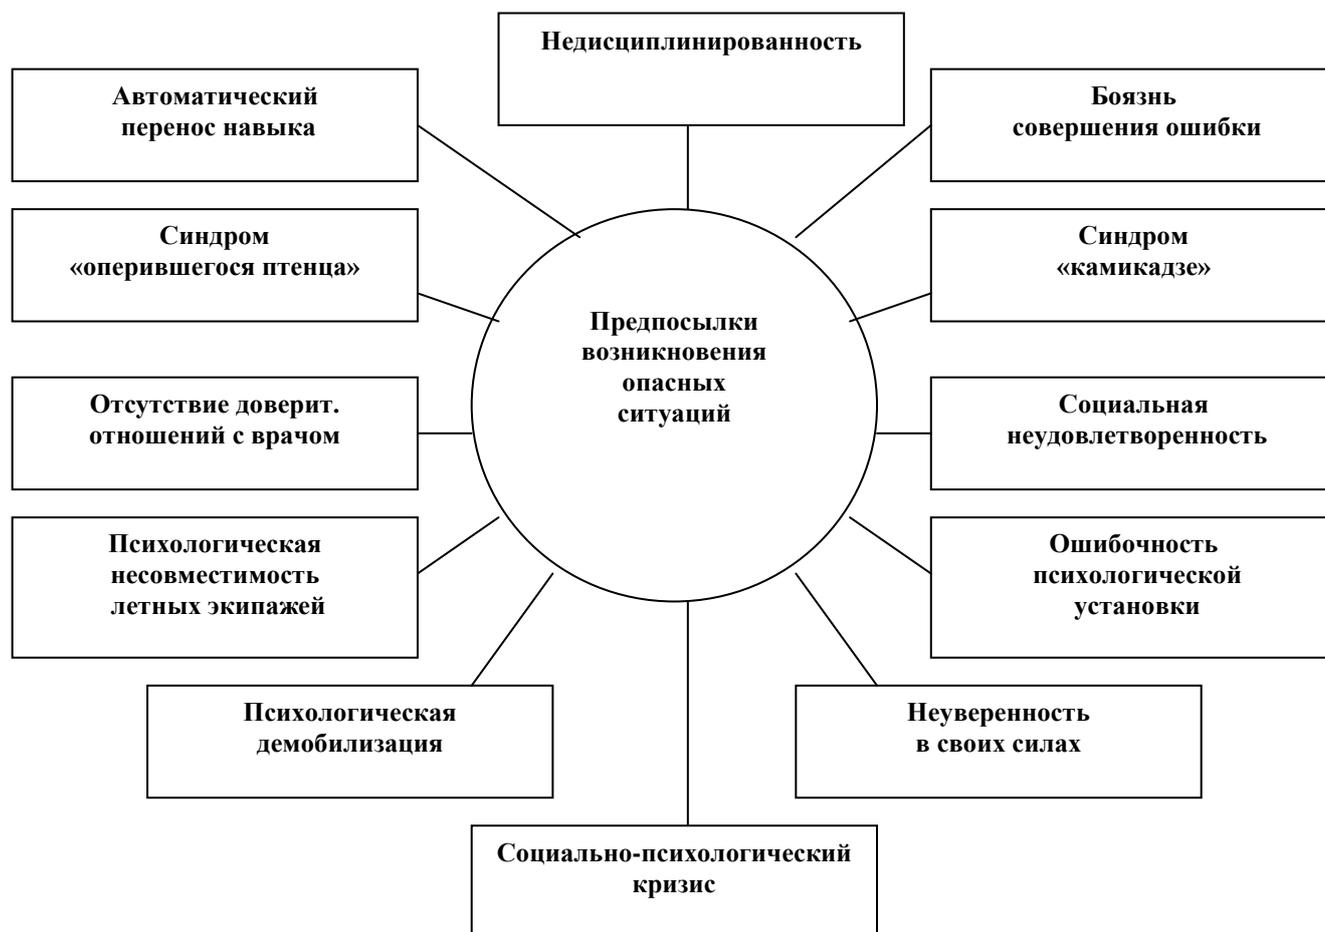 Недисциплинированность
Автоматический
перенос навыка
Боязнь
совершения ошибки
Синдром
«оперившегося птенца»
Синдром
«камикадзе»
Предпосылки
возникновения
опасных
ситуаций
Отсутствие доверит.
отношений с врачом
Социальная
неудовлетворенность
Психологическая
несовместимость
летных экипажей
Ошибочность
психологической
установки
Психологическая
демобилизация
Неуверенность
в своих силах
Социально-психологический
кризис